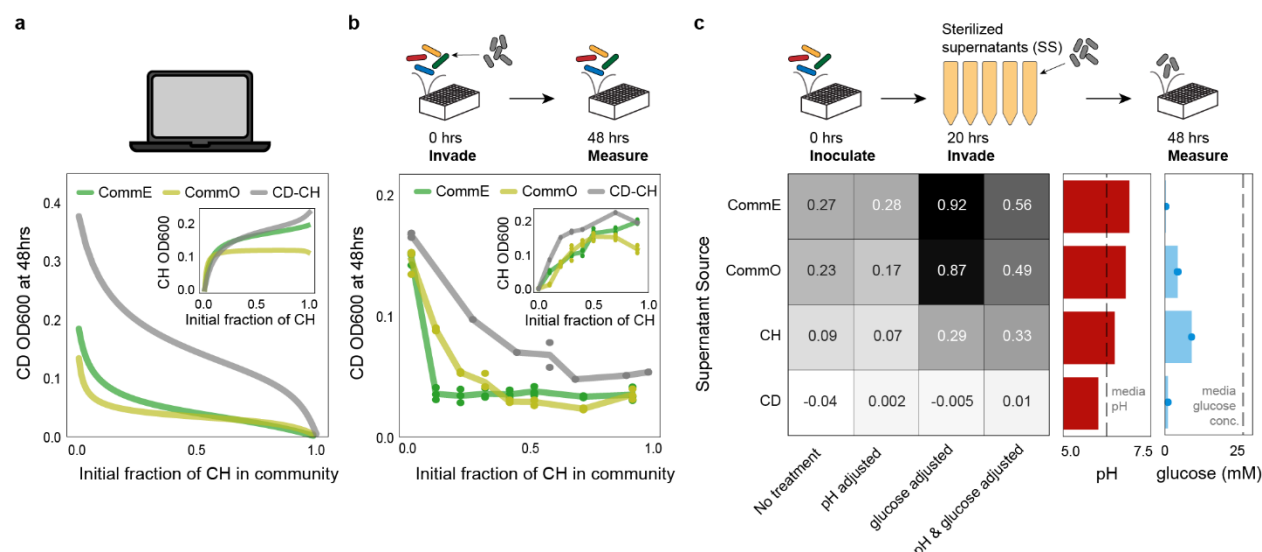 a
CommE CommO CD-CH
CD OD600 at 48hrs
0.4
0.3
0.2
0.1
0.0
0.5
1.0
Initial fraction of CH in community
CH OD600
0.2
0.1
0.0
0.0
0.5
1.0
Initial fraction of CH
b
0 hrs
Invade
48 hrs
Measure
CommE CommO CD-CH
CD OD600 at 48hrs
0.2
0.1
0.0
0.5
1.0
Initial fraction of CH in community
CH OD600
0.2
0.1
0.0
0.0
0.5
1.0
Initial fraction of CH
c
Sterilized
supernatants (SS)
0 hrs
Inoculate
20 hrs
Invade
48 hrs
Measure
Supernatant Source
CommE 0.27 0.28 0.92 0.56
CommO 0.23 0.17 0.87 0.49
CH 0.09 0.07 0.29 0.33
CD -0.04 0.002 -0.005 0.01
No treatment
pH adjusted
glucose adjusted
pH & glucose adjusted
media
pH
5.0 7.5
pH
media
glucose
conc.
0 25
glucose (mM)